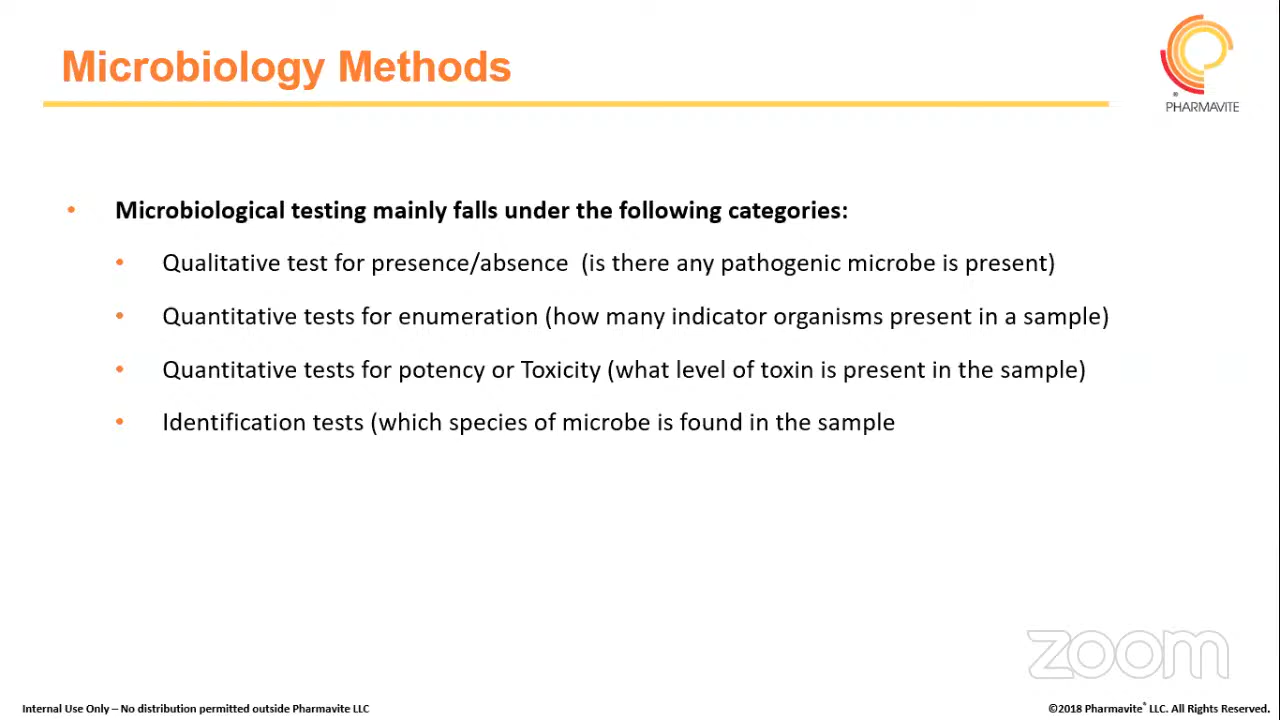 Microbiology Methods
®
PHARMAVITE
• Microbiological testing mainly falls under the following categories:
• Qualitative test for presence/absence  (is there any pathogenic microbe is present)
• Quantitative tests for enumeration (how many indicator organisms present in a sample)
• Quantitative tests for potency or Toxicity (what level of toxin is present in the sample)
• Identification tests (which species of microbe is found in the sample
zoom
Internal Use Only – No distribution permitted outside Pharmavite LLC
©2018 Pharmavite® LLC. All Rights Reserved.